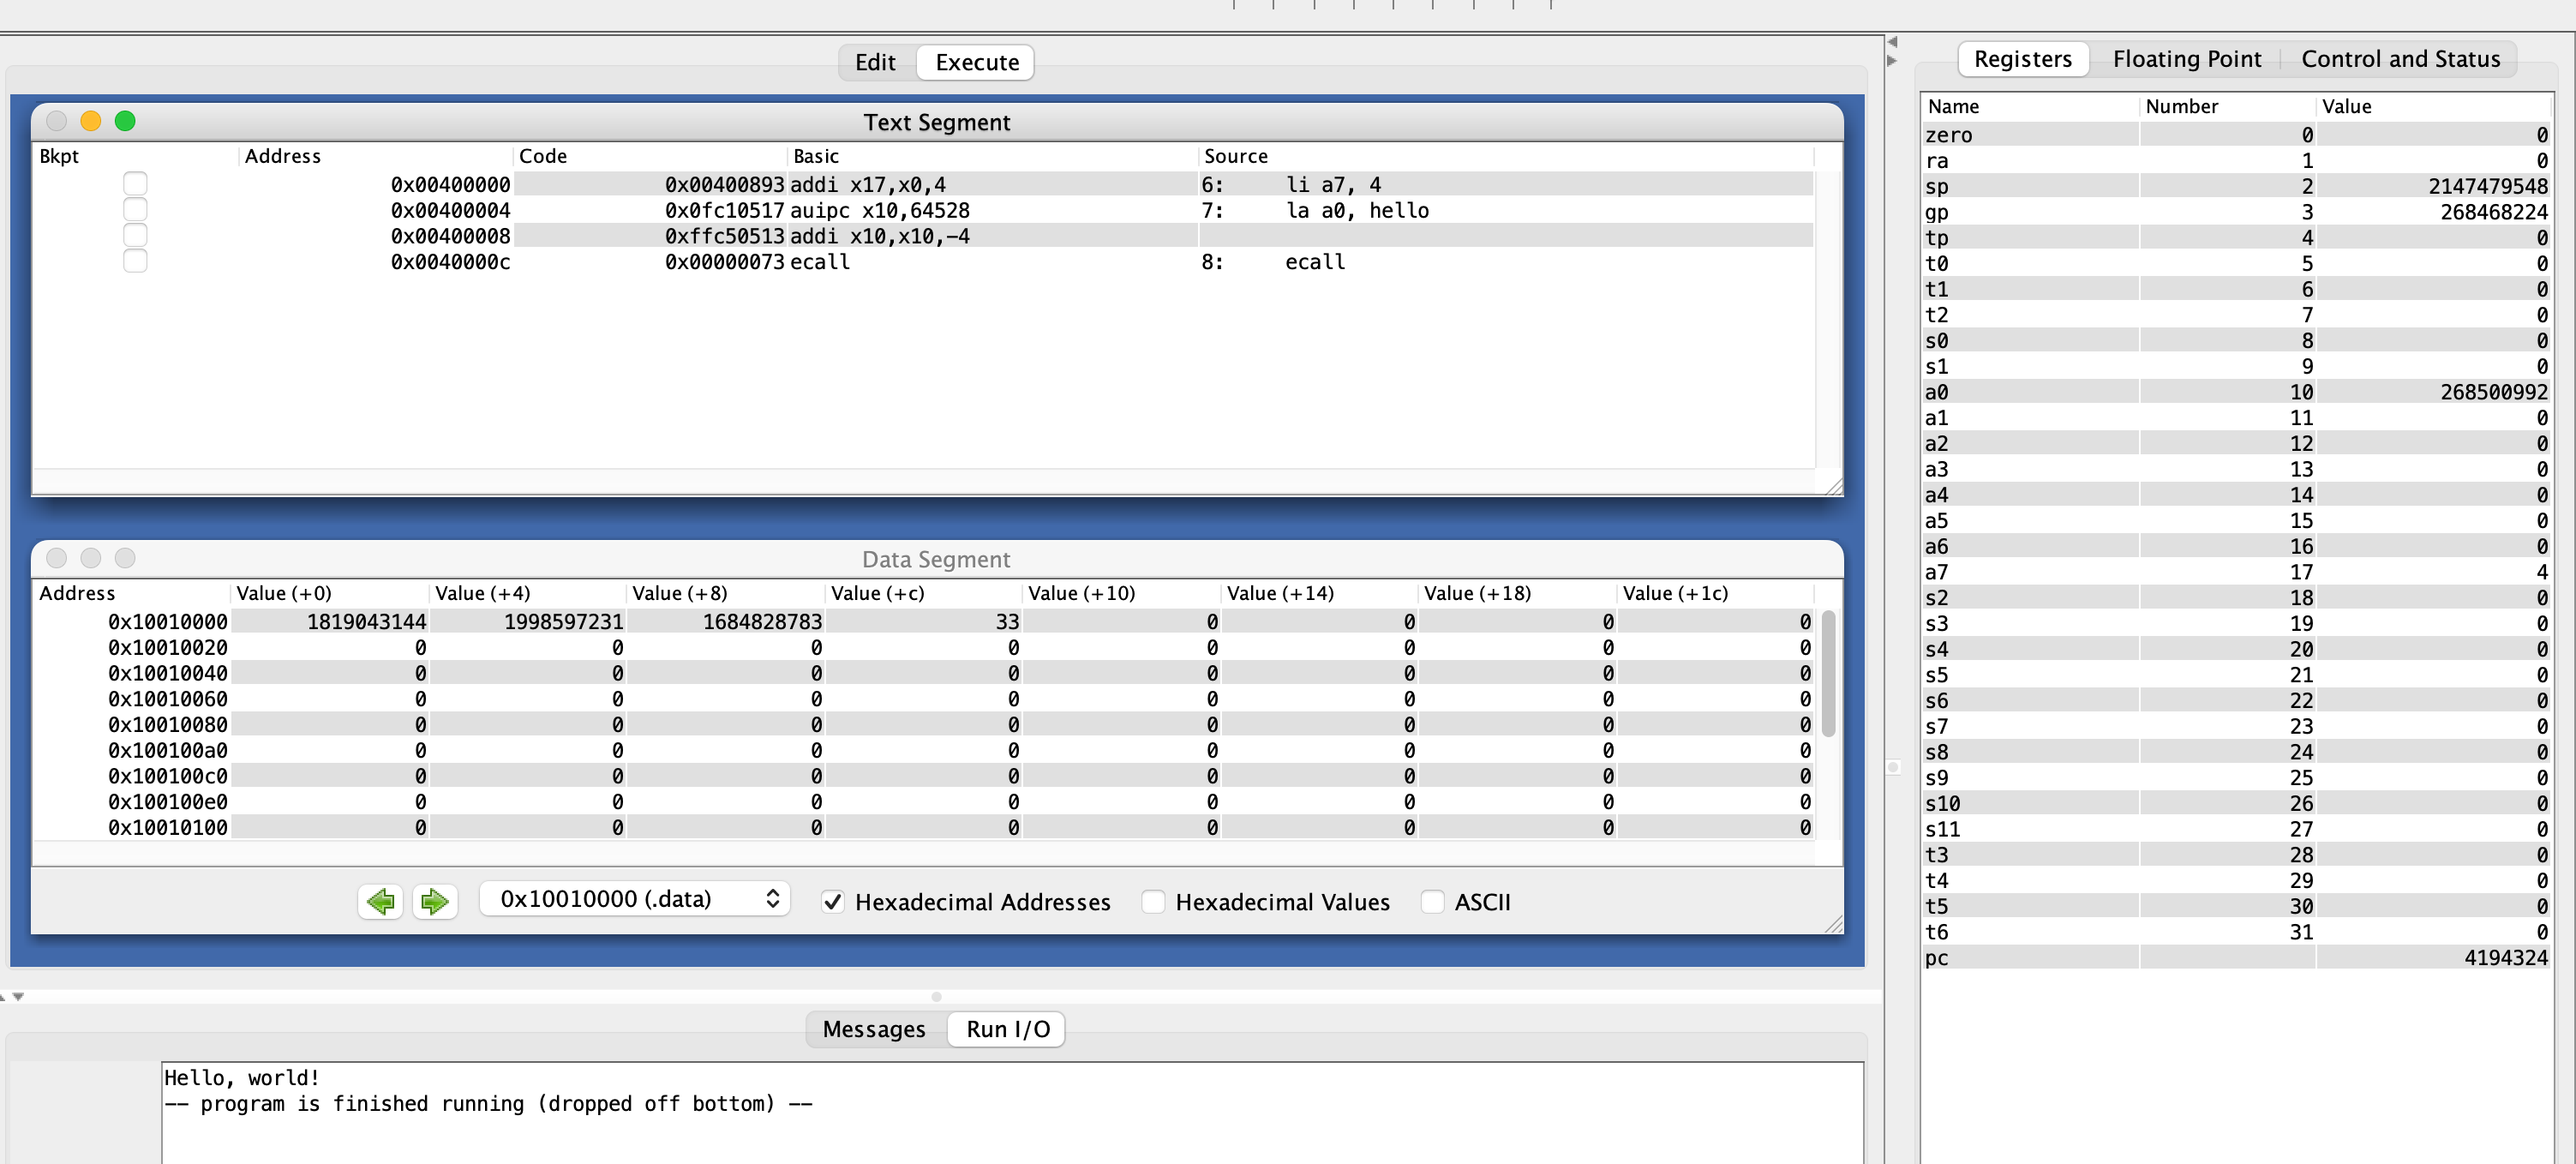 Edit Execute
Text Segment
Bkpt Address Code Basic Source
0x00400000 0x00400893 addi x17,x0,4 6: li a7, 4
0x00400004 0x0fc10517 auipc x10,64528 7: la a0, hello
0x00400008 0xffc50513 addi x10,x10,-4
0x0040000c 0x00000073 ecall 8: ecall
Data Segment
Address Value (+0) Value (+4) Value (+8) Value (+c) Value (+10) Value (+14) Value (+18) Value (+1c)
0x10010000 1819043144 1998597231 1684828783 33 0 0 0 0
0x10010020 0 0 0 0 0 0 0 0
0x10010040 0 0 0 0 0 0 0 0
0x10010060 0 0 0 0 0 0 0 0
0x10010080 0 0 0 0 0 0 0 0
0x100100a0 0 0 0 0 0 0 0 0
0x100100c0 0 0 0 0 0 0 0 0
0x100100e0 0 0 0 0 0 0 0 0
0x10010100 0 0 0 0 0 0 0 0
0x10010000 (.data) Hexadecimal Addresses Hexadecimal Values ASCII
Messages Run I/O
Hello, world!
-- program is finished running (dropped off bottom) --
Registers Floating Point Control and Status
Name Number Value
zero 0 0
ra 1 0
sp 2 2147479548
gp 3 268468224
tp 4 0
t0 5 0
t1 6 0
t2 7 0
s0 8 0
s1 9 0
a0 10 268500992
a1 11 0
a2 12 0
a3 13 0
a4 14 0
a5 15 0
a6 16 0
a7 17 4
s2 18 0
s3 19 0
s4 20 0
s5 21 0
s6 22 0
s7 23 0
s8 24 0
s9 25 0
s10 26 0
s11 27 0
t3 28 0
t4 29 0
t5 30 0
t6 31 0
pc 4194324